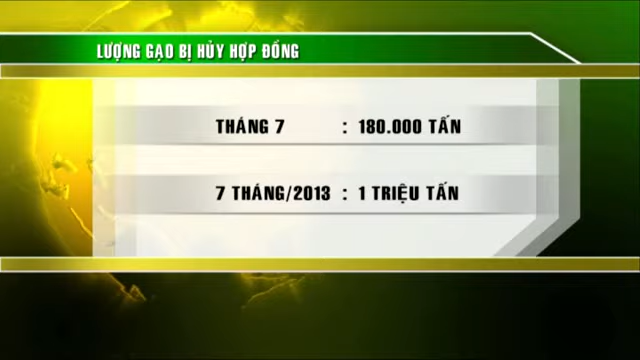 LƯỢNG GẠO BỊ HỦY HỢP ĐỒNG
THÁNG 7 : 180.000 TẤN
7 THÁNG/2013 : 1 TRIỆU TẤN